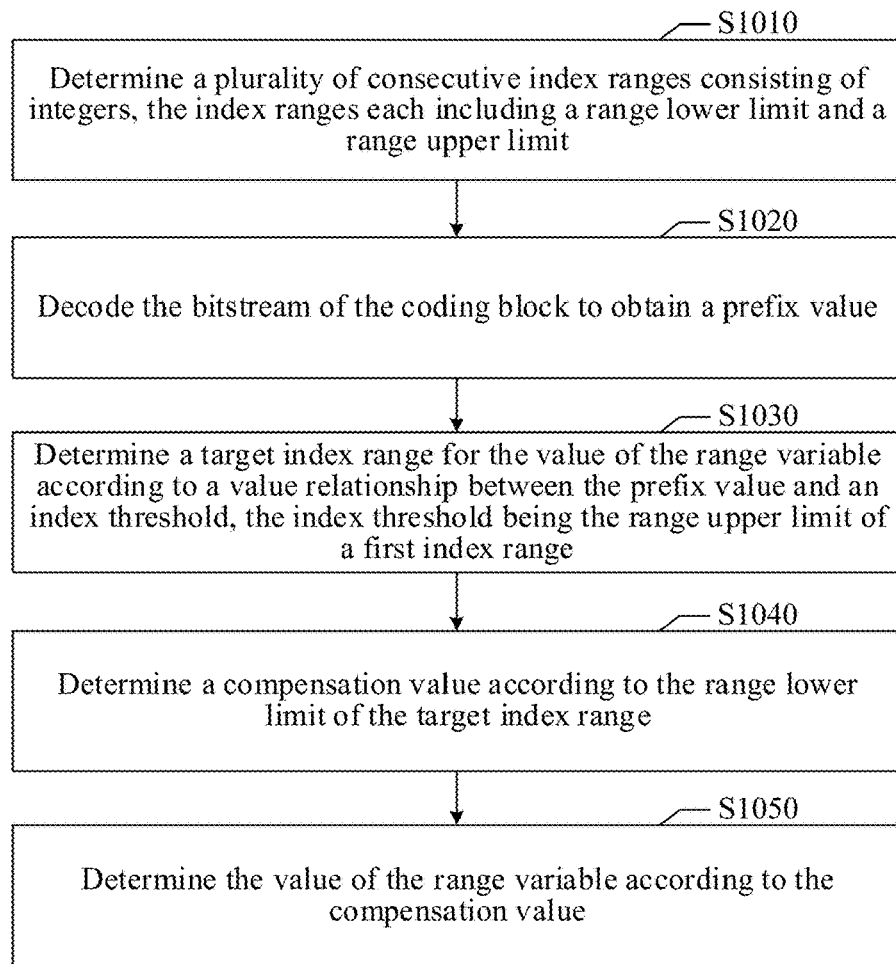 S1010
Determine a plurality of consecutive index ranges consisting of
integers, the index ranges each including a range lower limit and a
range upper limit
S1020
Decode the bitstream of the coding block to obtain a prefix value
S1030
Determine a target index range for the value of the range variable
according to a value relationship between the prefix value and an
index threshold, the index threshold being the range upper limit of
a first index range
S1040
Determine a compensation value according to the range lower
limit of the target index range
S1050
Determine the value of the range variable according to the
compensation value